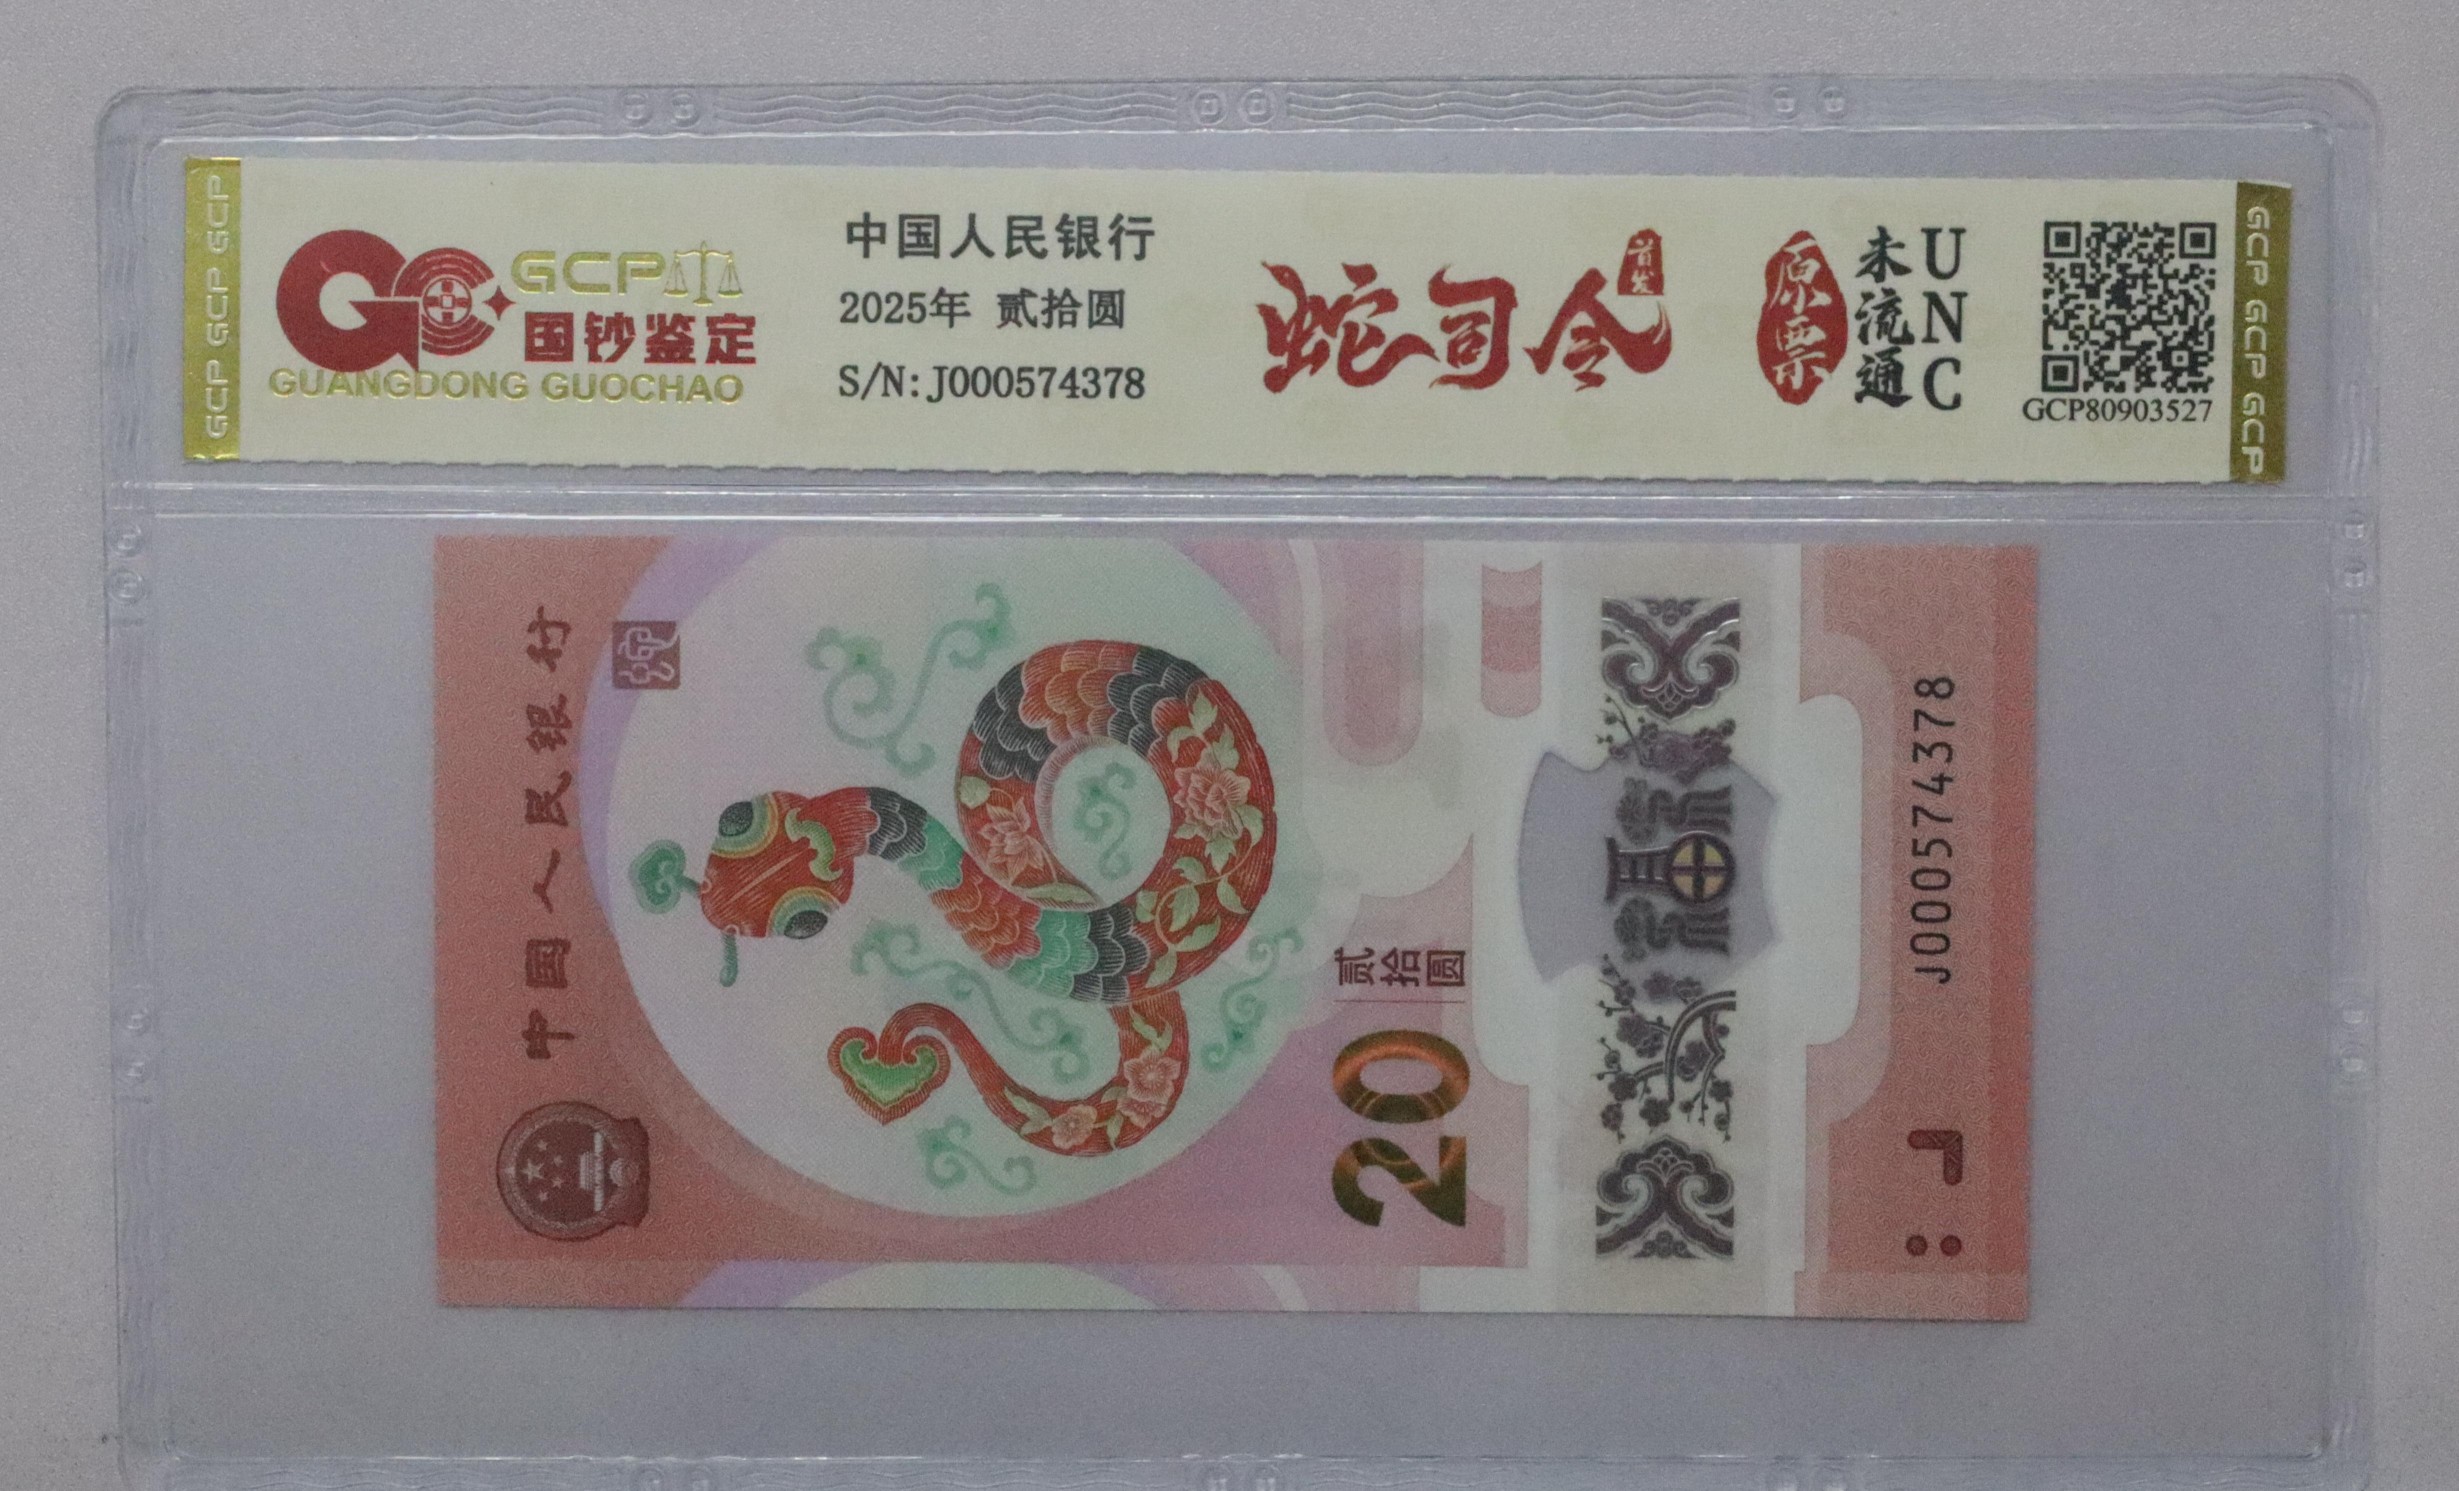 GCP GCP GCP
GCP
国钞鉴定
GUANGDONG GUOCHAO
中国人民银行
2025年 贰拾圆
S/N:J000574378
蛇司令
首发
原票
未流通
UNC
GCP80903527
GCP GCP GCP GCP
中国人民银行
20
贰拾圆
福
J000574378